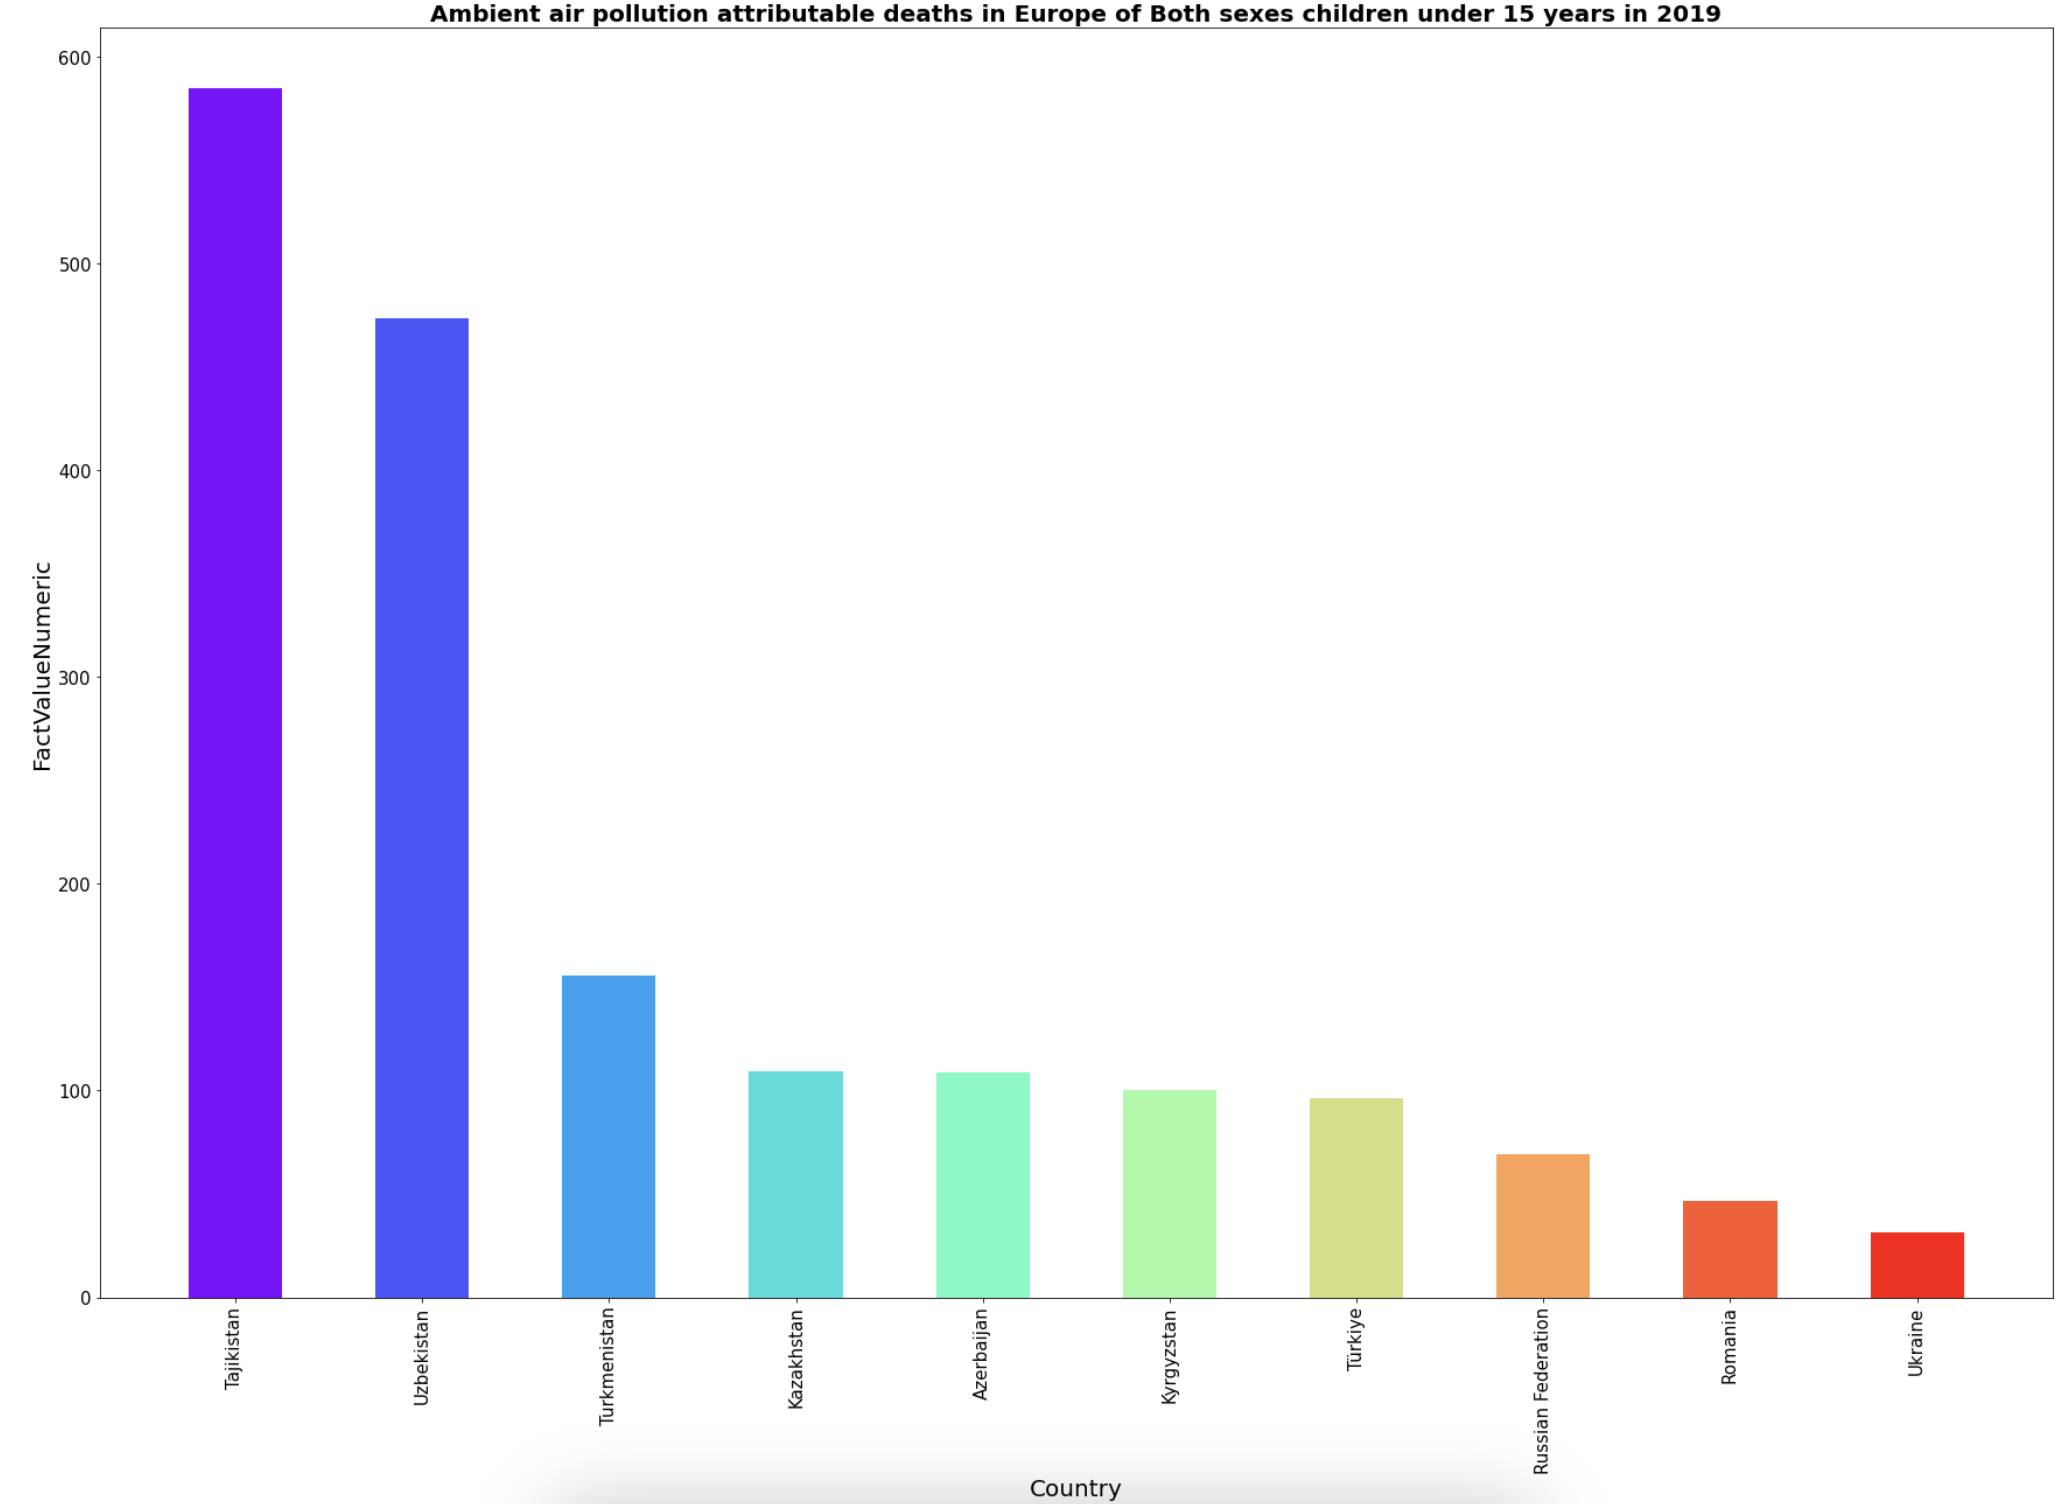 Ambient air pollution attributable deaths in Europe of Both sexes children under 15 years in 2019
FactValueNumeric
600
500
400
300
200
100
0
Tajikistan
Uzbekistan
Turkmenistan
Kazakhstan
Azerbaijan
Kyrgyzstan
Türkiye
Russian Federation
Romania
Ukraine
Country